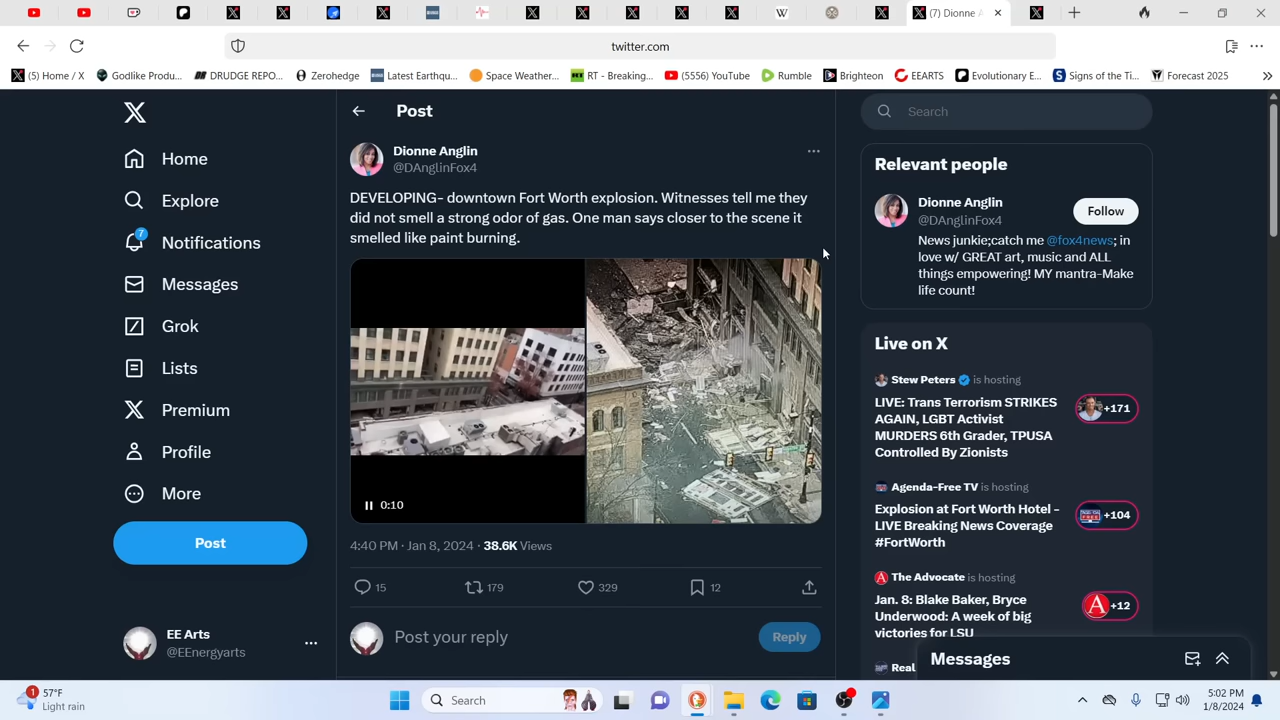 (7) Dionne A
twitter.com
(5) Home / X
Godlike Produ...
DRUDGE REPO...
Zerohedge
Latest Earthqu...
Space Weather...
RT - Breaking...
(5556) YouTube
Rumble
Brighteon
EEARTS
Evolutionary E...
Signs of the Ti...
Forecast 2025
Home
Explore
7
Notifications
Messages
Grok
Lists
Premium
Profile
More
Post
EE Arts
@EEnergyarts
Post
Dionne Anglin
@DAnglinFox4
DEVELOPING- downtown Fort Worth explosion. Witnesses tell me they
did not smell a strong odor of gas. One man says closer to the scene it
smelled like paint burning.
0:10
4:40 PM · Jan 8, 2024 · 38.6K Views
15
179
329
12
Post your reply
Reply
Search
Relevant people
Dionne Anglin
@DAnglinFox4
Follow
News junkie;catch me @fox4news; in
love w/ GREAT art, music and ALL
things empowering! MY mantra-Make
life count!
Live on X
Stew Peters is hosting
LIVE: Trans Terrorism STRIKES
AGAIN, LGBT Activist
MURDERS 6th Grader, TPUSA
Controlled By Zionists
+171
Agenda-Free TV is hosting
Explosion at Fort Worth Hotel -
LIVE Breaking News Coverage
#FortWorth
+104
The Advocate is hosting
Jan. 8: Blake Baker, Bryce
Underwood: A week of big
victories for LSU
+12
Real
Messages
1
57°F
Light rain
Search
5:02 PM
1/8/2024